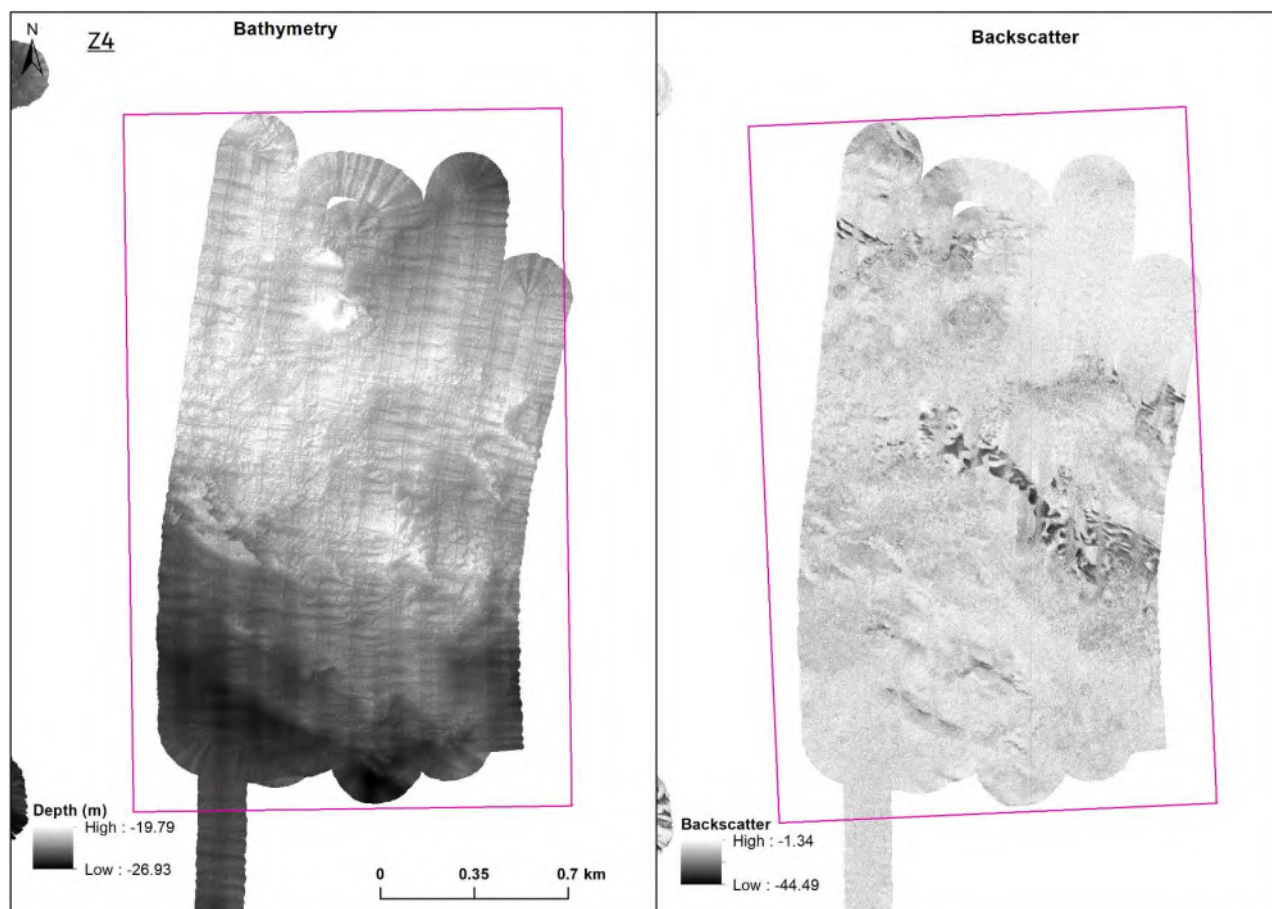 N
Z4
Bathymetry
Backscatter
Depth (m)
High : -19.79
Low : -26.93
0 0.35 0.7 km
Backscatter
High : -1.34
Low : -44.49